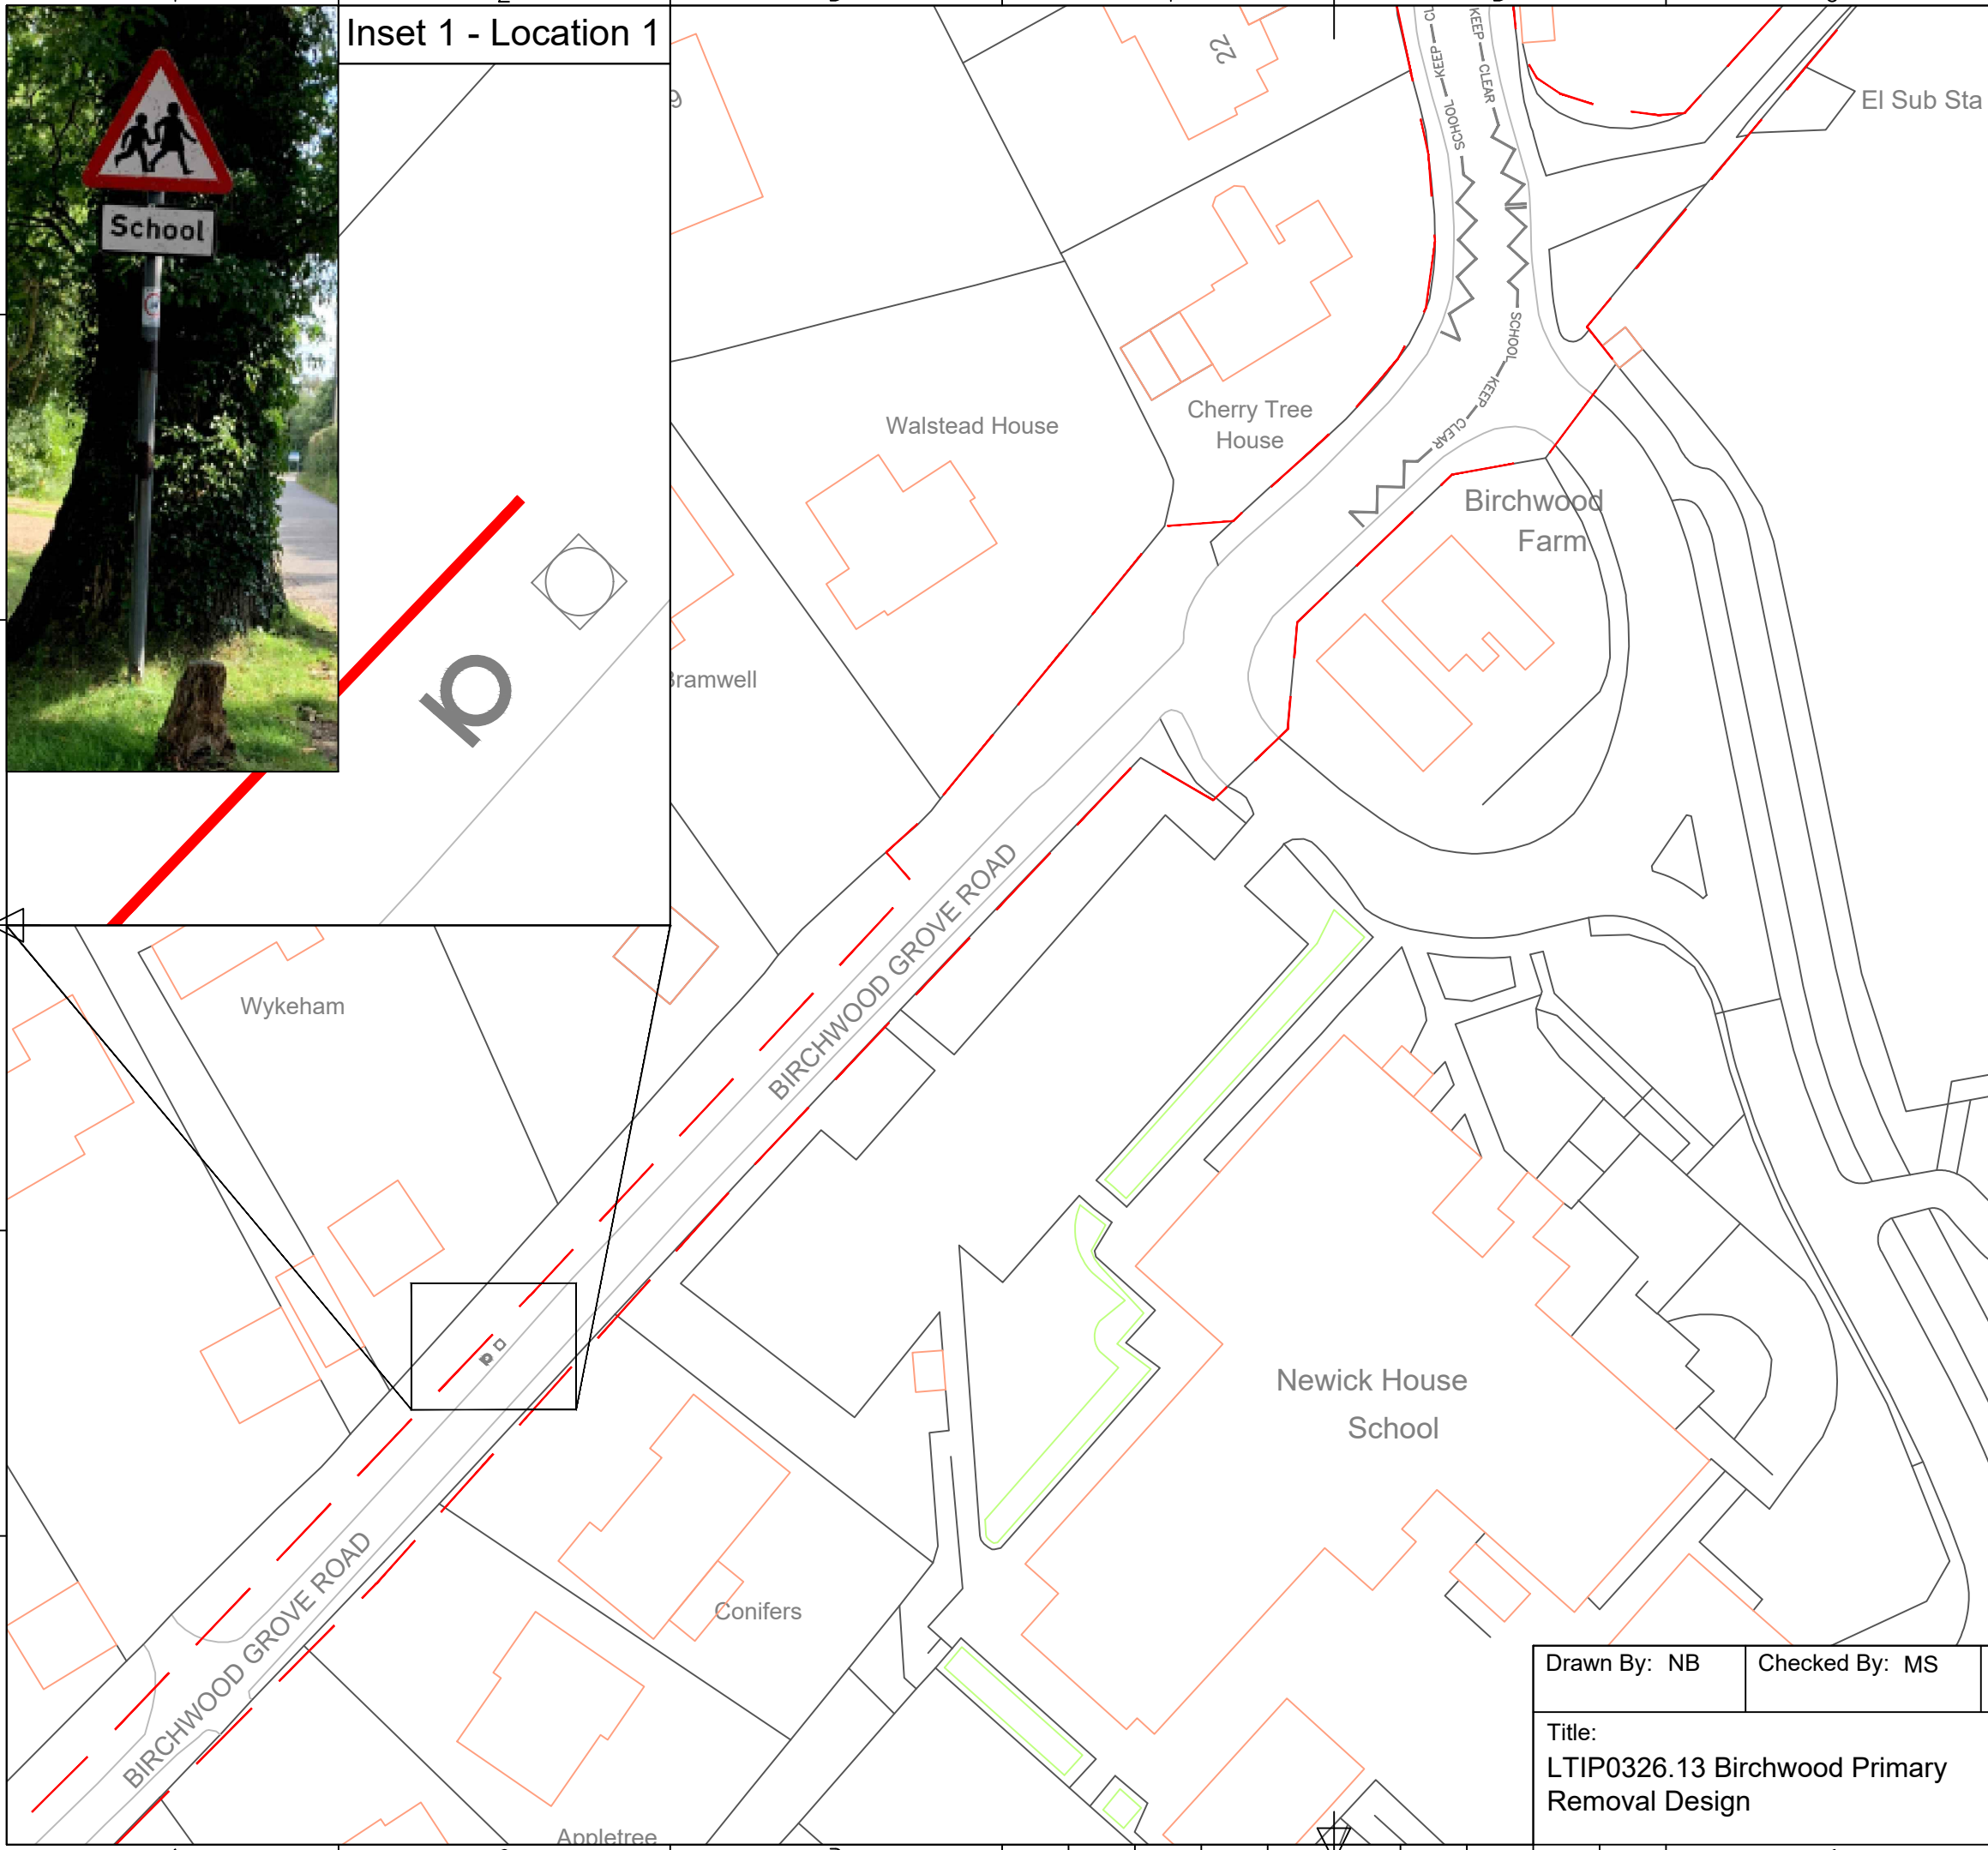 Inset 1 - Location 1
School
22
KEEP
SCHOOL
KEEP
CLEAR
El Sub Sta
SCHOOL
KEEP
CLEAR
Walstead House
Cherry Tree
House
Birchwood
Farm
Bramwell
BIRCHWOOD GROVE ROAD
Wykeham
Newick House
School
BIRCHWOOD GROVE ROAD
Conifers
Appletree
Drawn By: NB
Checked By: MS
Title:
LTIP0326.13 Birchwood Primary
Removal Design